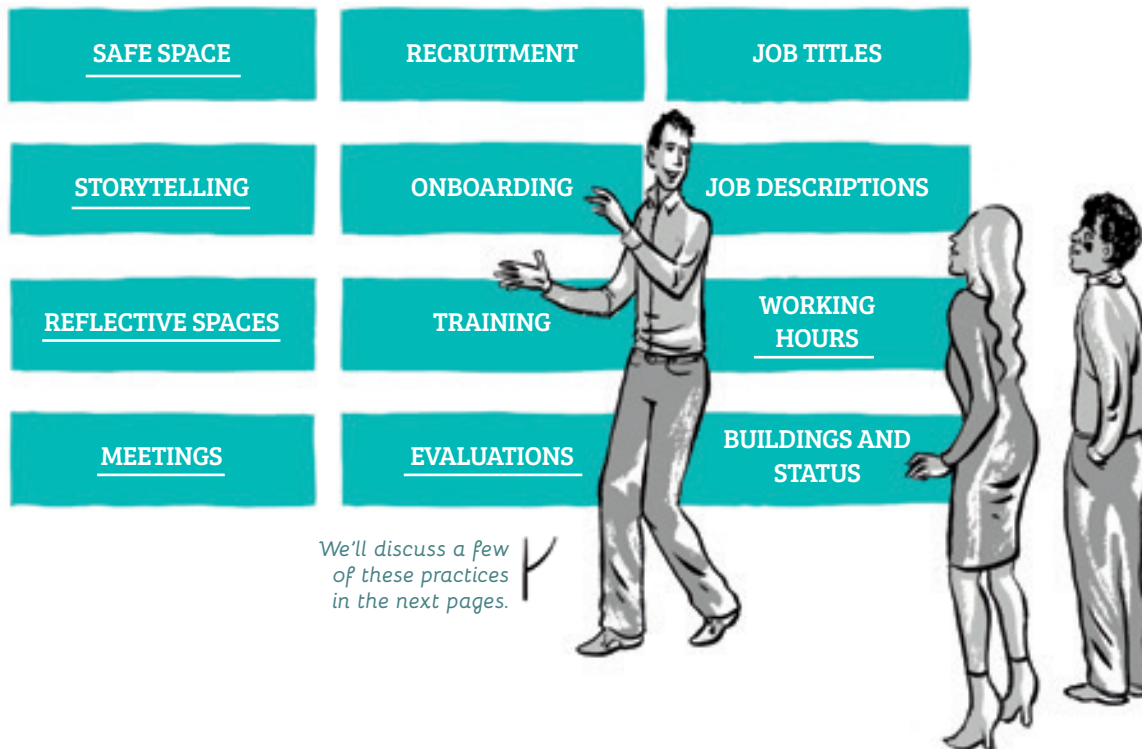 SAFE SPACE
RECRUITMENT
JOB TITLES
STORYTELLING
ONBOARDING
JOB DESCRIPTIONS
REFLECTIVE SPACES
TRAINING
WORKING
HOURS
MEETINGS
EVALUATIONS
BUILDINGS AND
STATUS
We'll discuss a few
of these practices
in the next pages.